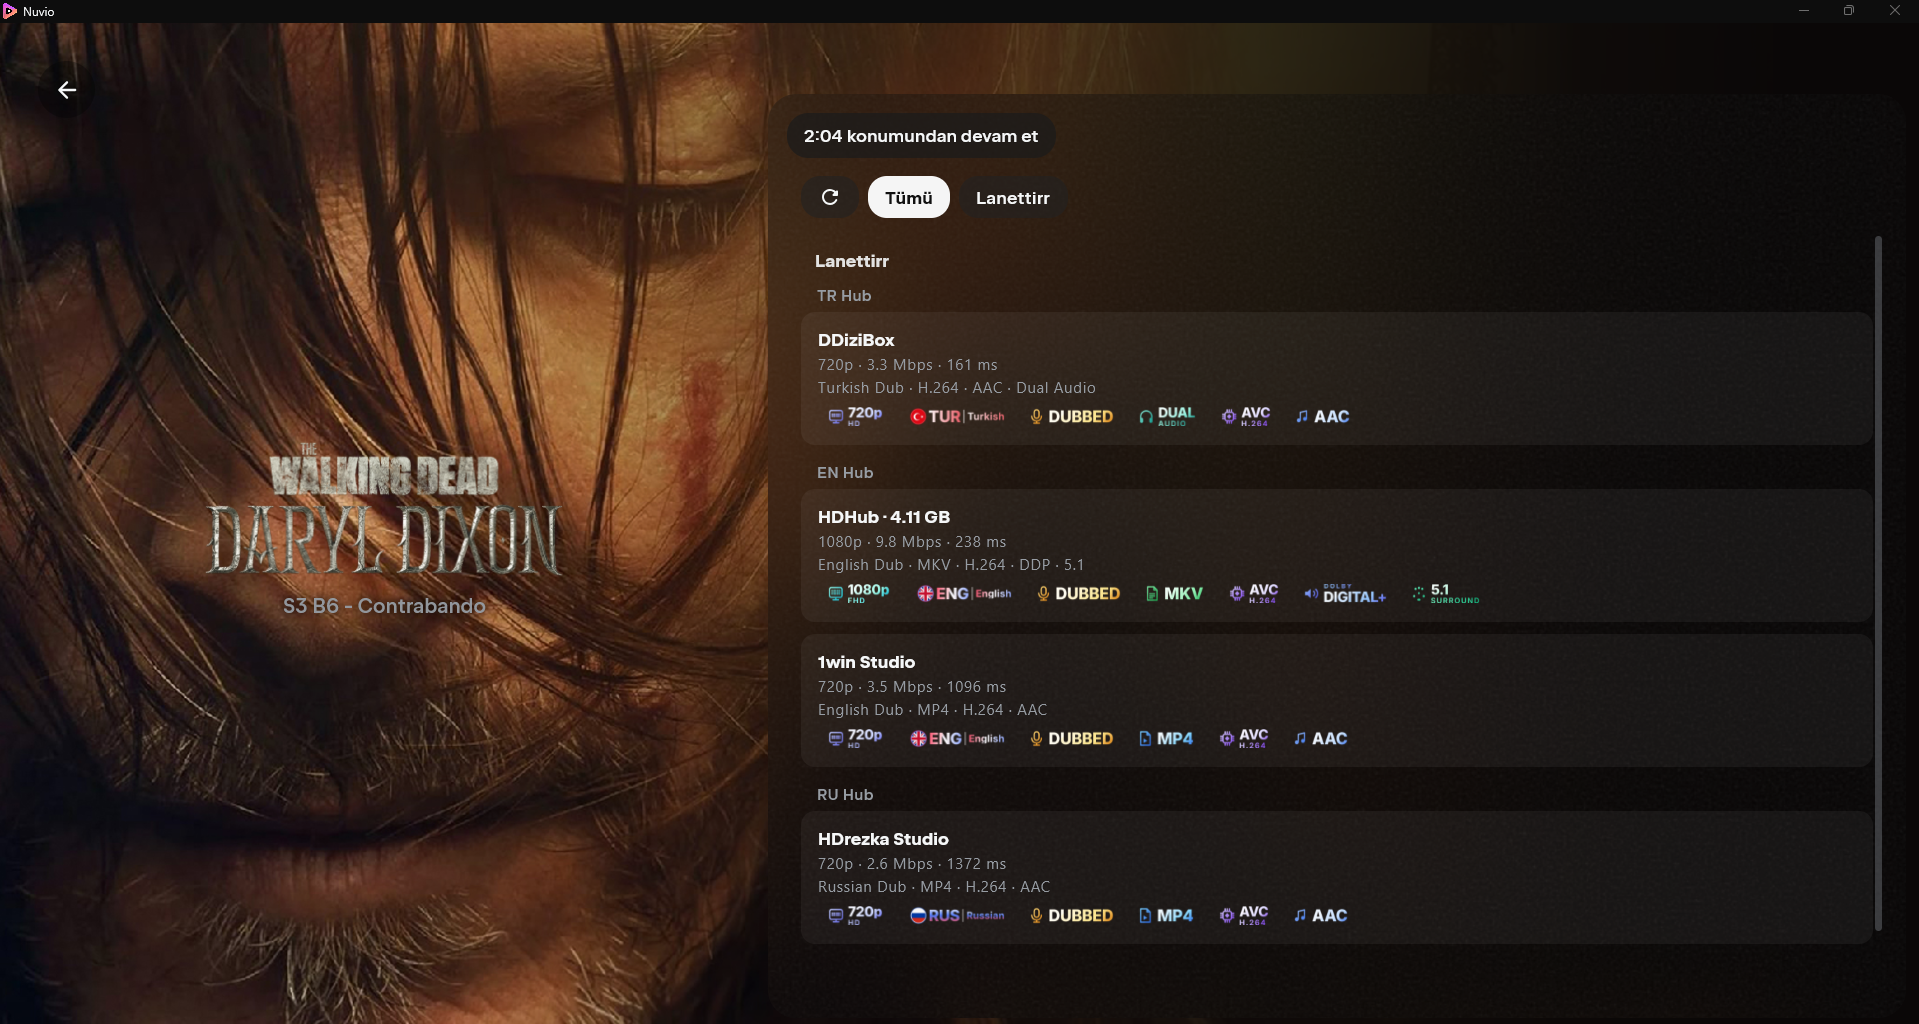 Nuvio
2:04 konumundan devam et
Tümü
Lanettirr
Lanettirr
TR Hub
DDiziBox
720p · 3.3 Mbps · 161 ms
Turkish Dub · H.264 · AAC · Dual Audio
720p HD TUR | Turkish DUBBED DUAL AUDIO AVC H.264 AAC
EN Hub
HDHub · 4.11 GB
1080p · 9.8 Mbps · 238 ms
English Dub · MKV · H.264 · DDP · 5.1
1080p FHD ENG | English DUBBED MKV AVC H.264 DOLBY DIGITAL+ 5.1 SURROUND
1win Studio
720p · 3.5 Mbps · 1096 ms
English Dub · MP4 · H.264 · AAC
720p HD ENG | English DUBBED MP4 AVC H.264 AAC
RU Hub
HDrezka Studio
720p · 2.6 Mbps · 1372 ms
Russian Dub · MP4 · H.264 · AAC
720p HD RUS | Russian DUBBED MP4 AVC H.264 AAC
THE
WALKING DEAD
DARYL DIXON
S3 B6 - Contrabando